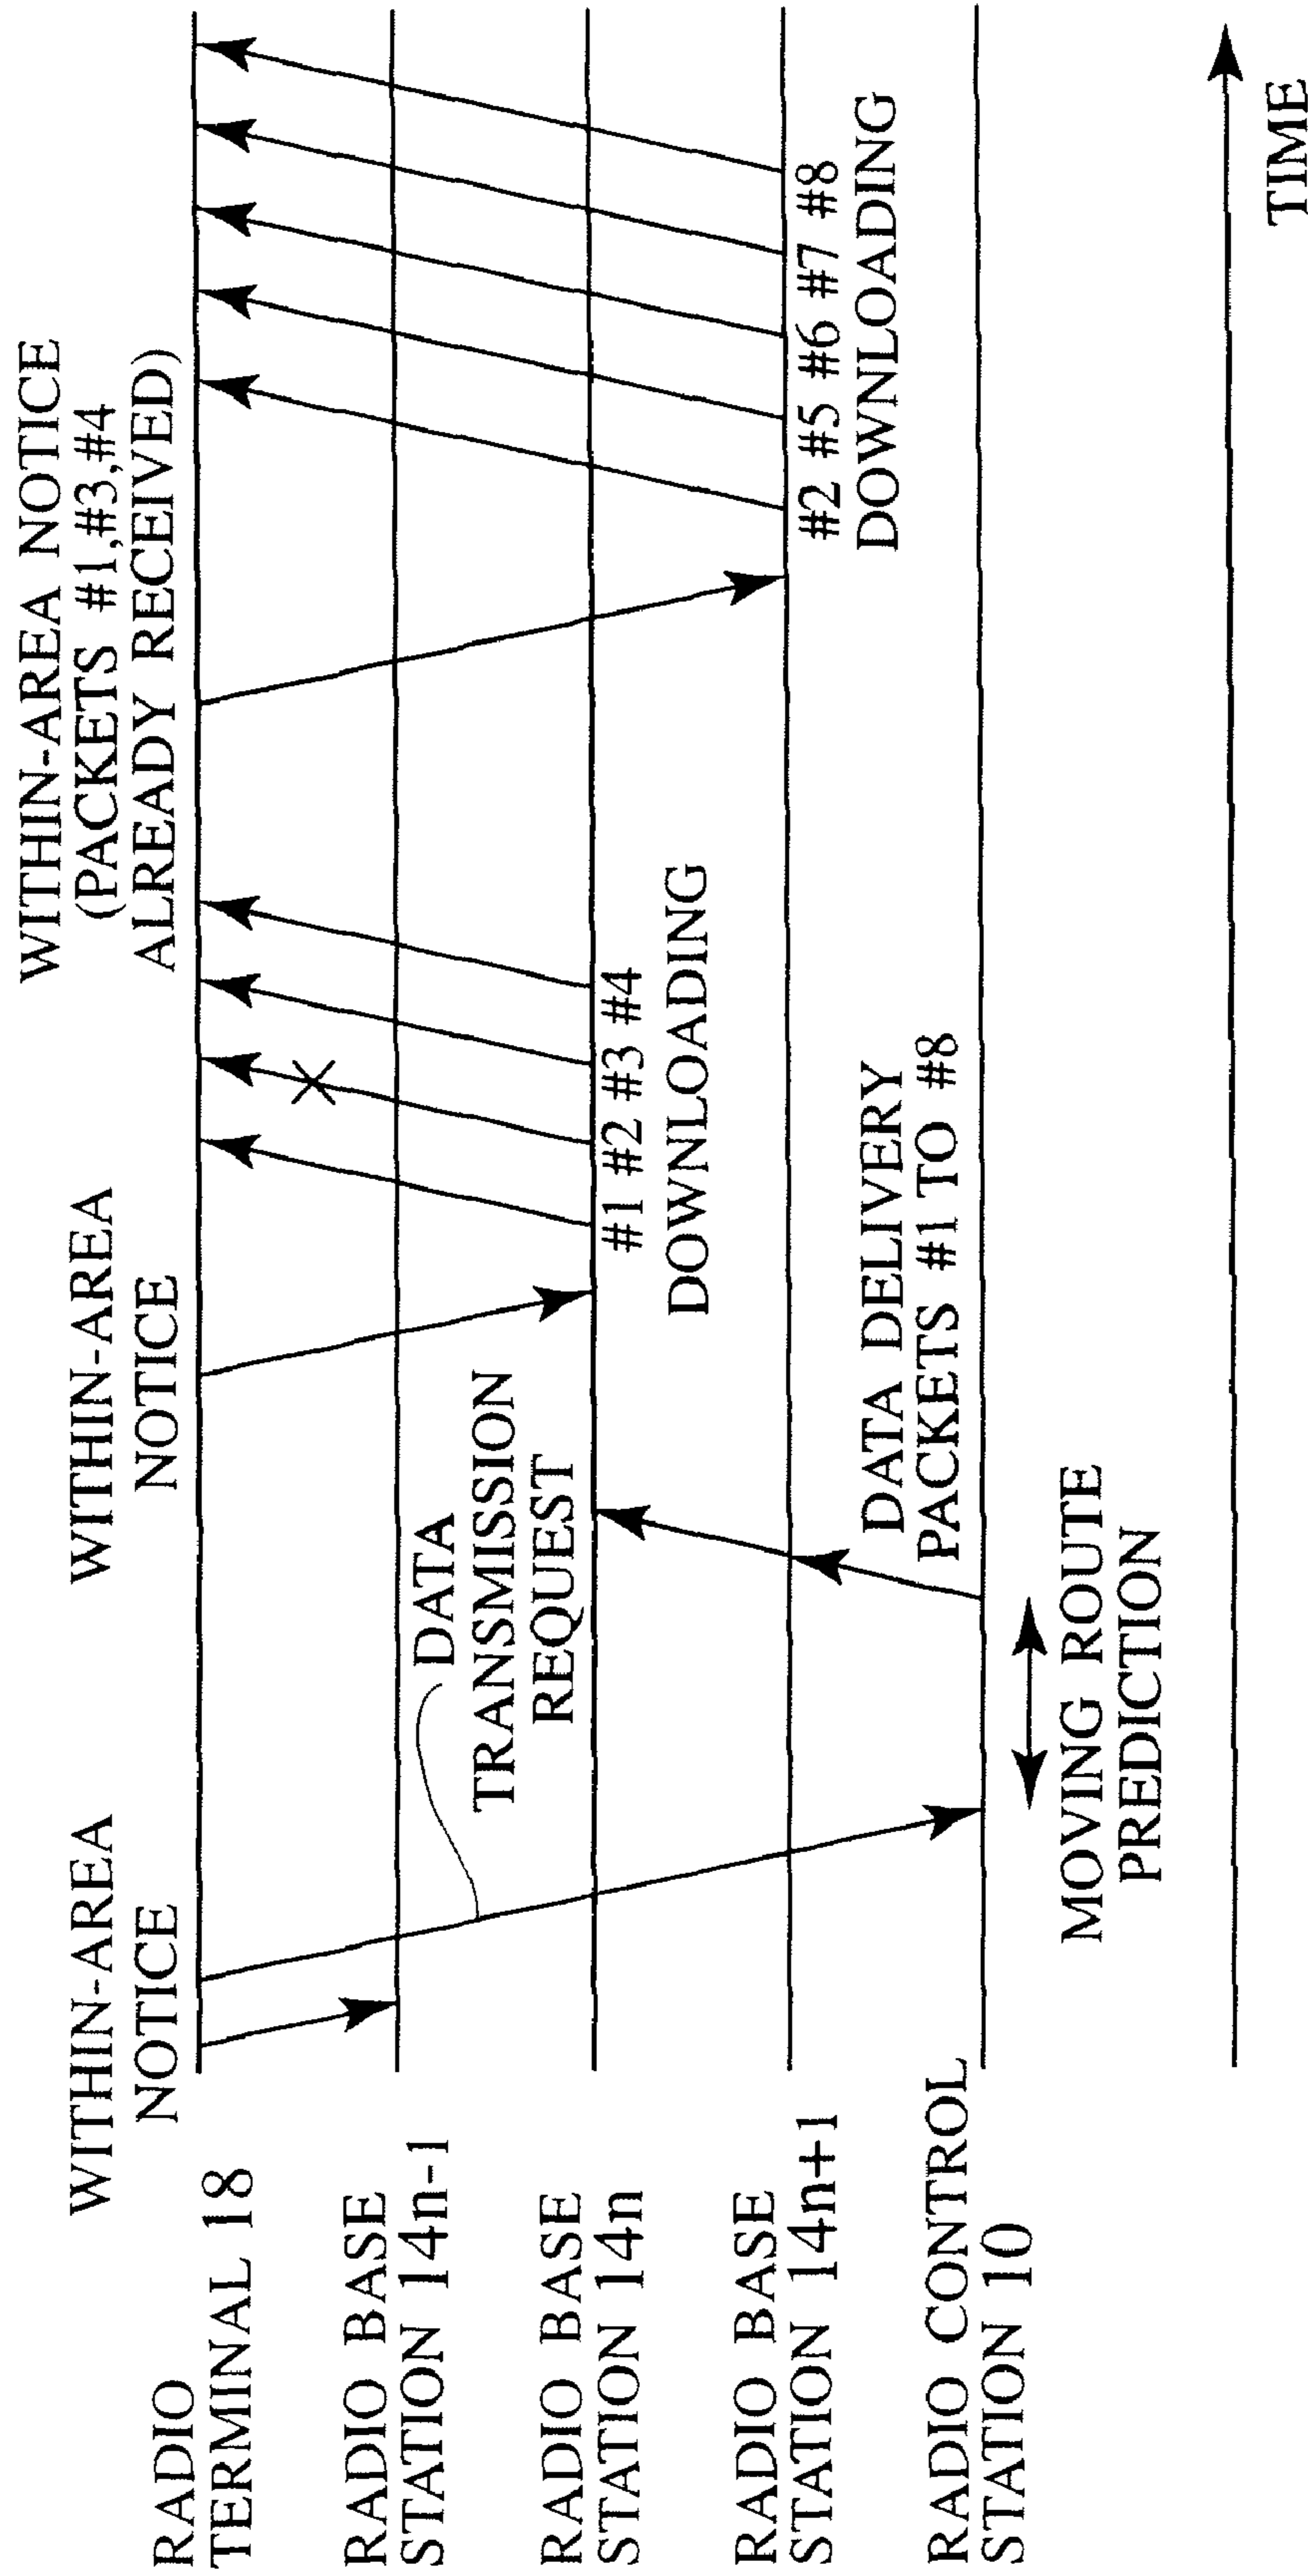 WITHIN-AREA
NOTICE
WITHIN-AREA
NOTICE
WITHIN-AREA NOTICE
(PACKETS #1,#3,#4
ALREADY RECEIVED)
RADIO
TERMINAL 18
RADIO BASE
STATION 14n-1
DATA
TRANSMISSION
REQUEST
RADIO BASE
STATION 14n
#1 #2 #3 #4
DOWNLOADING
RADIO BASE
STATION 14n+1
#2 #5 #6 #7 #8
DOWNLOADING
DATA DELIVERY
PACKETS #1 TO #8
RADIO CONTROL
STATION 10
MOVING ROUTE
PREDICTION
TIME